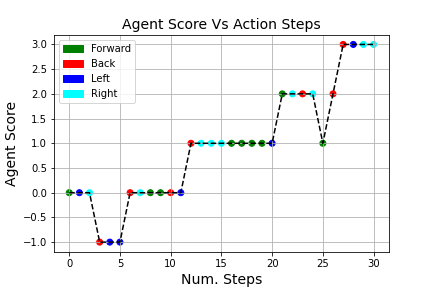 Agent Score Vs Action Steps
3.0
2.5
2.0
1.5
1.0
0.5
0.0
−0.5
−1.0
Agent Score
Forward
Back
Left
Right
0 5 10 15 20 25 30
Num. Steps